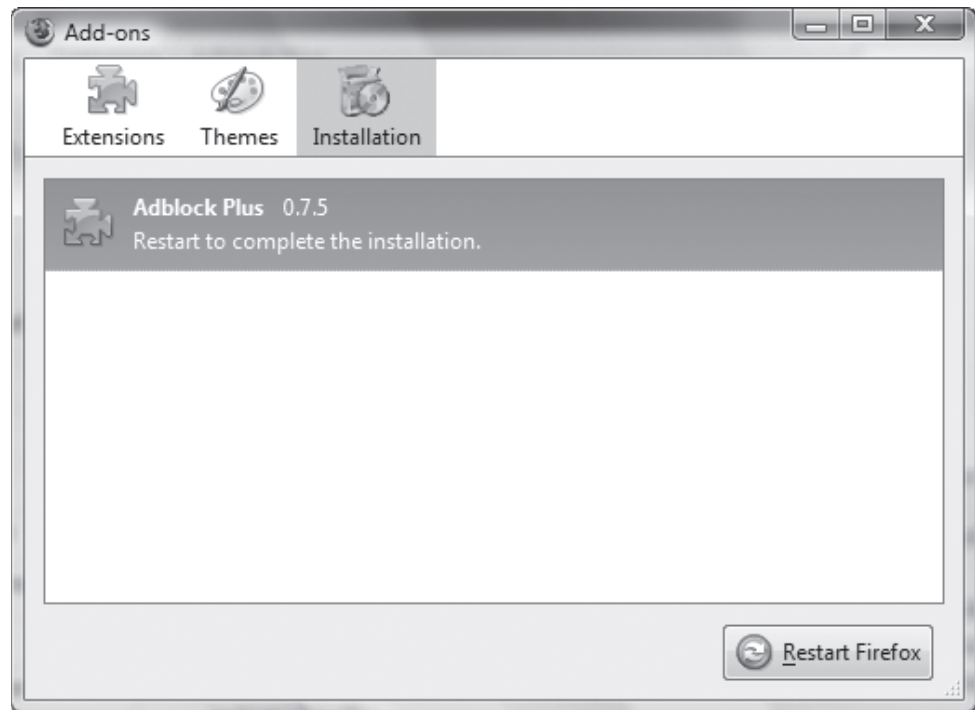 Add-ons
Extensions Themes Installation
Adblock Plus 0.7.5
Restart to complete the installation.
Restart Firefox